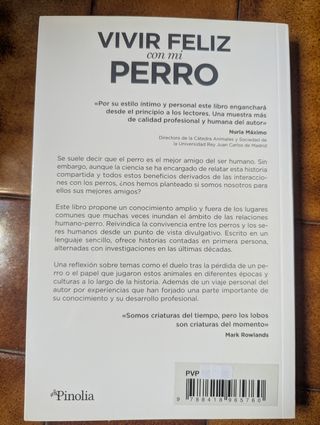 VIVIR FELIZ
con mi
PERRO
«Por su estilo íntimo y personal este libro enganchará
desde el principio a los lectores. Una muestra más
de calidad profesional y humana del autor»
Nuria Máximo
Directora de la Cátedra Animales y Sociedad de
la Universidad Rey Juan Carlos de Madrid
Se suele decir que el perro es el mejor amigo del ser humano. Sin
embargo, aunque la ciencia se ha encargado de relatar esta historia
compartida y todos estos beneficios derivados de las interaccio-
nes con los perros, ¿nos hemos planteado si somos nosotros para
ellos sus mejores amigos?
Este libro propone un conocimiento amplio y fuera de los lugares
comunes que muchas veces inundan el ámbito de las relaciones
humano-perro. Reivindica la convivencia entre los perros y los se-
res humanos desde un punto de vista divulgativo. Escrito en un
lenguaje sencillo, ofrece historias contadas en primera persona,
alternadas con investigaciones en las últimas décadas.
Una reflexión sobre temas como el duelo tras la pérdida de un pe-
rro o el papel que jugaron estos animales en diferentes épocas y
culturas a lo largo de la historia. Además de un viaje personal del
autor por experiencias que han forjado una parte importante de
su conocimiento y su desarrollo profesional.
«Somos criaturas del tiempo, pero los lobos
son criaturas del momento»
Mark Rowlands
Pinolia
PVP
9 788418 965760